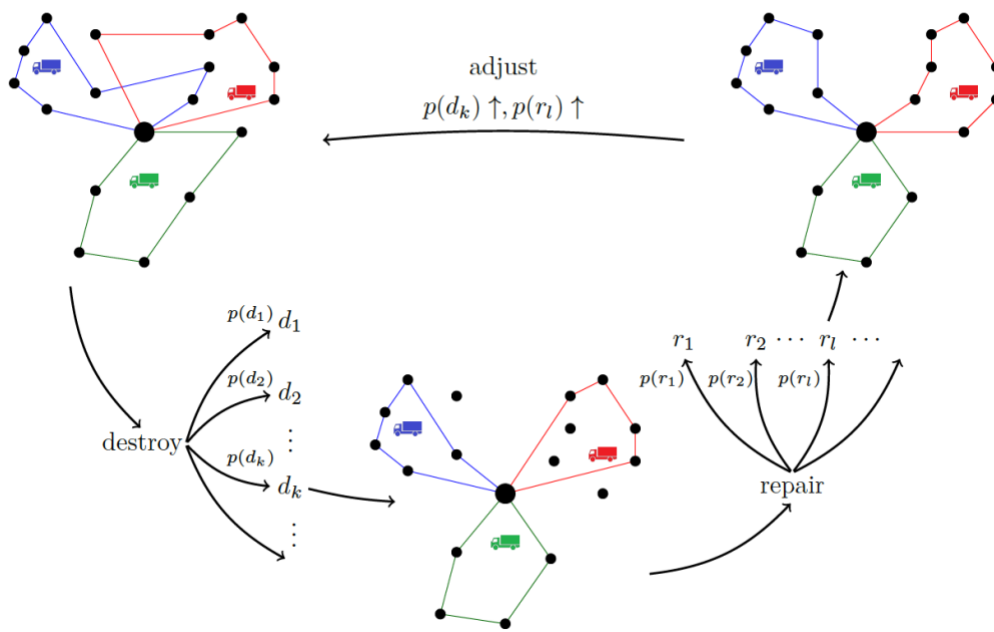 adjust
p(d_k) ↑, p(r_l) ↑
p(d_1) d_1
p(d_2) d_2
⋮
destroy
p(d_k) d_k
⋮
r_1 r_2 ⋯ r_l ⋯
p(r_1) p(r_2) p(r_l)
repair